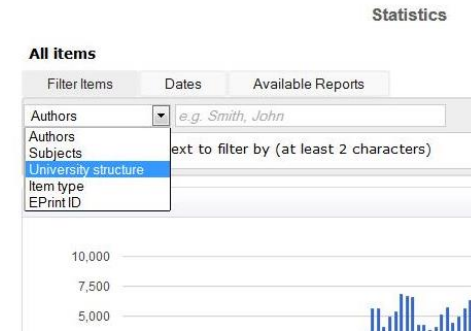 Statistics
All items
Filter Items Dates Available Reports
Authors e.g. Smith, John
Authors
Subjects ext to filter by (at least 2 characters)
University structure
Item type
EPrint ID
10,000
7,500
5,000